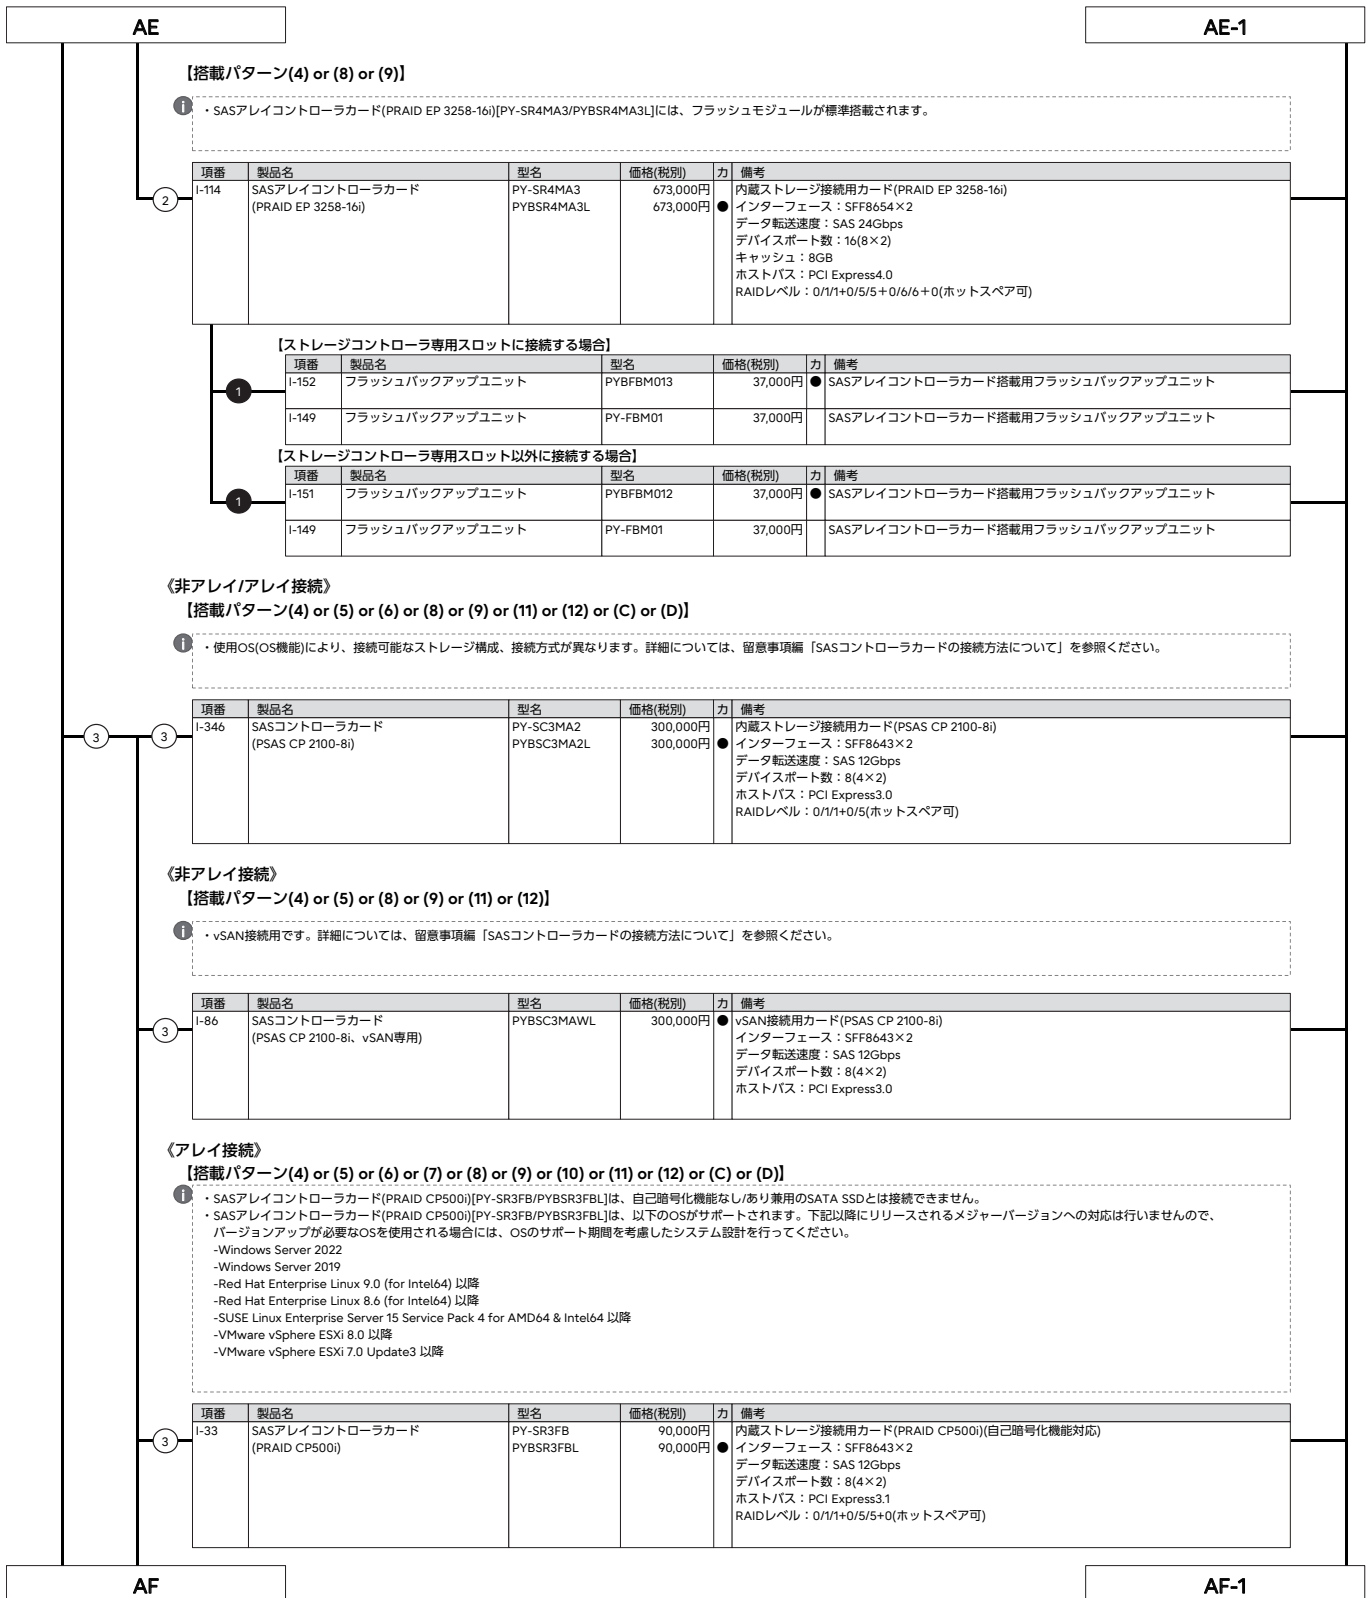 AE
AE-1
【搭載パターン(4) or (8) or (9)】
・SASアレイコントローラカード(PRAID EP 3258-16i)[PY-SR4MA3/PYBSR4MA3L]には、フラッシュモジュールが標準搭載されます。
項番 製品名 型名 価格(税別) カ 備考
I-114 SASアレイコントローラカード PY-SR4MA3 673,000円 内蔵ストレージ接続用カード(PRAID EP 3258-16i)
2 (PRAID EP 3258-16i) PYBSR4MA3L 673,000円 ● インターフェース：SFF8654×2
データ転送速度：SAS 24Gbps
デバイスポート数：16(8×2)
キャッシュ：8GB
ホストバス：PCI Express4.0
RAIDレベル：0/1/1+0/5/5＋0/6/6＋0(ホットスペア可)
【ストレージコントローラ専用スロットに接続する場合】
項番 製品名 型名 価格(税別) カ 備考
1 I-152 フラッシュバックアップユニット PYBFBM013 37,000円 ● SASアレイコントローラカード搭載用フラッシュバックアップユニット
I-149 フラッシュバックアップユニット PY-FBM01 37,000円 SASアレイコントローラカード搭載用フラッシュバックアップユニット
【ストレージコントローラ専用スロット以外に接続する場合】
項番 製品名 型名 価格(税別) カ 備考
1 I-151 フラッシュバックアップユニット PYBFBM012 37,000円 ● SASアレイコントローラカード搭載用フラッシュバックアップユニット
I-149 フラッシュバックアップユニット PY-FBM01 37,000円 SASアレイコントローラカード搭載用フラッシュバックアップユニット
《非アレイ/アレイ接続》
【搭載パターン(4) or (5) or (6) or (8) or (9) or (11) or (12) or (C) or (D)】
・使用OS(OS機能)により、接続可能なストレージ構成、接続方式が異なります。詳細については、留意事項編「SASコントローラカードの接続方法について」を参照ください。
項番 製品名 型名 価格(税別) カ 備考
I-346 SASコントローラカード PY-SC3MA2 300,000円 内蔵ストレージ接続用カード(PSAS CP 2100-8i)
3 3 (PSAS CP 2100-8i) PYBSC3MA2L 300,000円 ● インターフェース：SFF8643×2
データ転送速度：SAS 12Gbps
デバイスポート数：8(4×2)
ホストバス：PCI Express3.0
RAIDレベル：0/1/1+0/5(ホットスペア可)
《非アレイ接続》
【搭載パターン(4) or (5) or (8) or (9) or (11) or (12)】
・vSAN接続用です。詳細については、留意事項編「SASコントローラカードの接続方法について」を参照ください。
項番 製品名 型名 価格(税別) カ 備考
I-86 SASコントローラカード PYBSC3MAWL 300,000円 ● vSAN接続用カード(PSAS CP 2100-8i)
3 (PSAS CP 2100-8i、vSAN専用) インターフェース：SFF8643×2
データ転送速度：SAS 12Gbps
デバイスポート数：8(4×2)
ホストバス：PCI Express3.0
《アレイ接続》
【搭載パターン(4) or (5) or (6) or (7) or (8) or (9) or (10) or (11) or (12) or (C) or (D)】
・SASアレイコントローラカード(PRAID CP500i)[PY-SR3FB/PYBSR3FBL]は、自己暗号化機能なし/あり兼用のSATA SSDとは接続できません。
・SASアレイコントローラカード(PRAID CP500i)[PY-SR3FB/PYBSR3FBL]は、以下のOSがサポートされます。下記以降にリリースされるメジャーバージョンへの対応は行いませんので、
バージョンアップが必要なOSを使用される場合には、OSのサポート期間を考慮したシステム設計を行ってください。
-Windows Server 2022
-Windows Server 2019
-Red Hat Enterprise Linux 9.0 (for Intel64) 以降
-Red Hat Enterprise Linux 8.6 (for Intel64) 以降
-SUSE Linux Enterprise Server 15 Service Pack 4 for AMD64 & Intel64 以降
-VMware vSphere ESXi 8.0 以降
-VMware vSphere ESXi 7.0 Update3 以降
項番 製品名 型名 価格(税別) カ 備考
I-33 SASアレイコントローラカード PY-SR3FB 90,000円 内蔵ストレージ接続用カード(PRAID CP500i)(自己暗号化機能対応)
3 (PRAID CP500i) PYBSR3FBL 90,000円 ● インターフェース：SFF8643×2
データ転送速度：SAS 12Gbps
デバイスポート数：8(4×2)
ホストバス：PCI Express3.1
RAIDレベル：0/1/1+0/5/5+0(ホットスペア可)
AF
AF-1